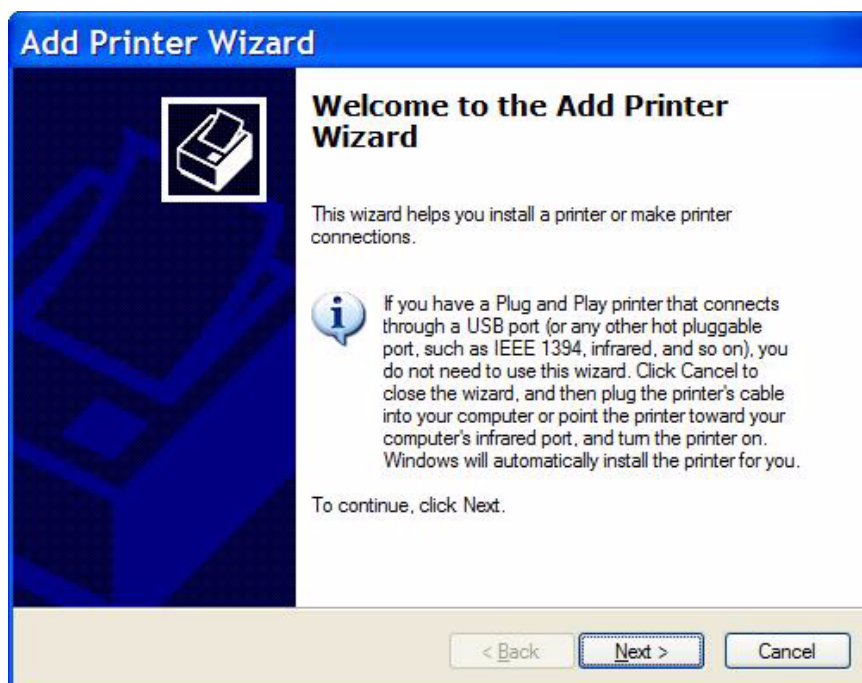 Add Printer Wizard
Welcome to the Add Printer
Wizard
This wizard helps you install a printer or make printer
connections.
If you have a Plug and Play printer that connects
through a USB port (or any other hot pluggable
port, such as IEEE 1394, infrared, and so on), you
do not need to use this wizard. Click Cancel to
close the wizard, and then plug the printer's cable
into your computer or point the printer toward your
computer's infrared port, and turn the printer on.
Windows will automatically install the printer for you.
To continue, click Next.
< Back Next > Cancel